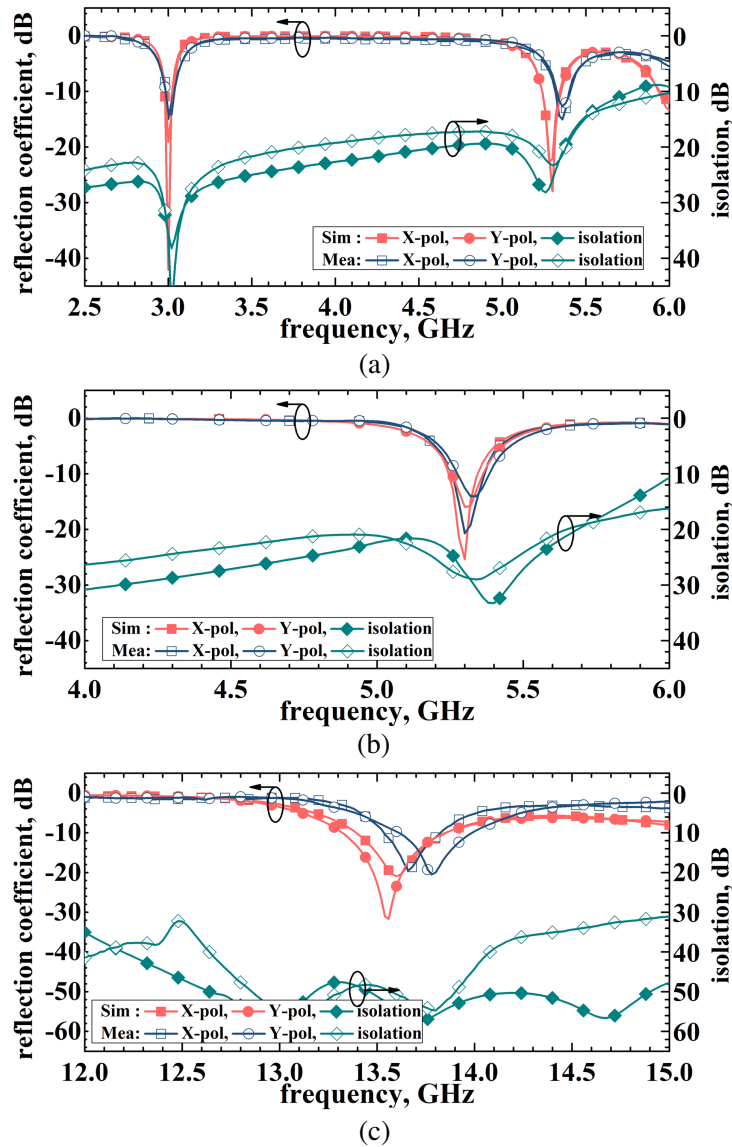 reflection coefficient, dB
0
-10
-20
-30
-40
0
10
20
30
40
isolation, dB
Sim : X-pol, Y-pol, isolation
Mea: X-pol, Y-pol, isolation
2.5 3.0 3.5 4.0 4.5 5.0 5.5 6.0
frequency, GHz
(a)
reflection coefficient, dB
0
-10
-20
-30
-40
0
10
20
30
40
isolation, dB
Sim : X-pol, Y-pol, isolation
Mea: X-pol, Y-pol, isolation
4.0 4.5 5.0 5.5 6.0
frequency, GHz
(b)
reflection coefficient, dB
0
-10
-20
-30
-40
-50
-60
0
10
20
30
40
50
60
isolation, dB
Sim : X-pol, Y-pol, isolation
Mea: X-pol, Y-pol, isolation
12.0 12.5 13.0 13.5 14.0 14.5 15.0
frequency, GHz
(c)